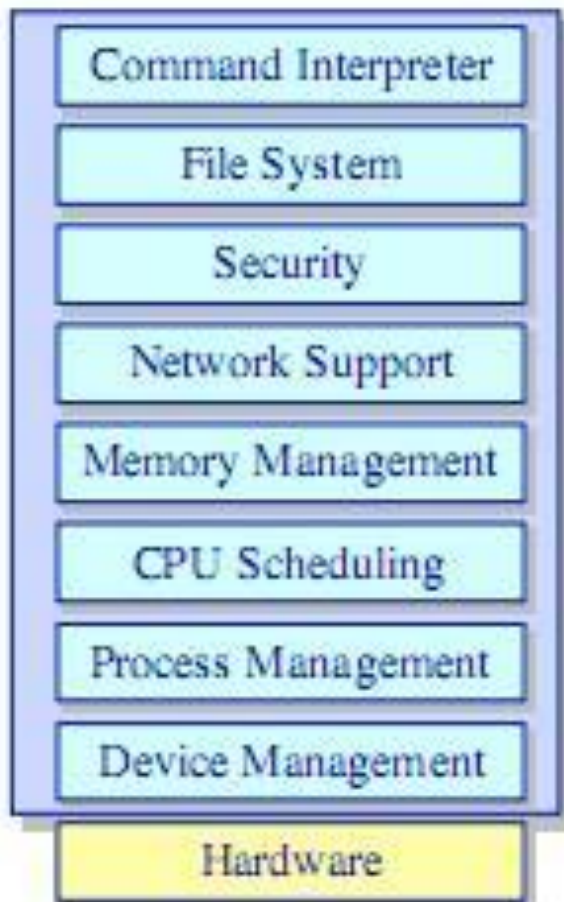 Command Interpreter
File System
Security
Network Support
Memory Management
CPU Scheduling
Process Management
Device Management
Hardware